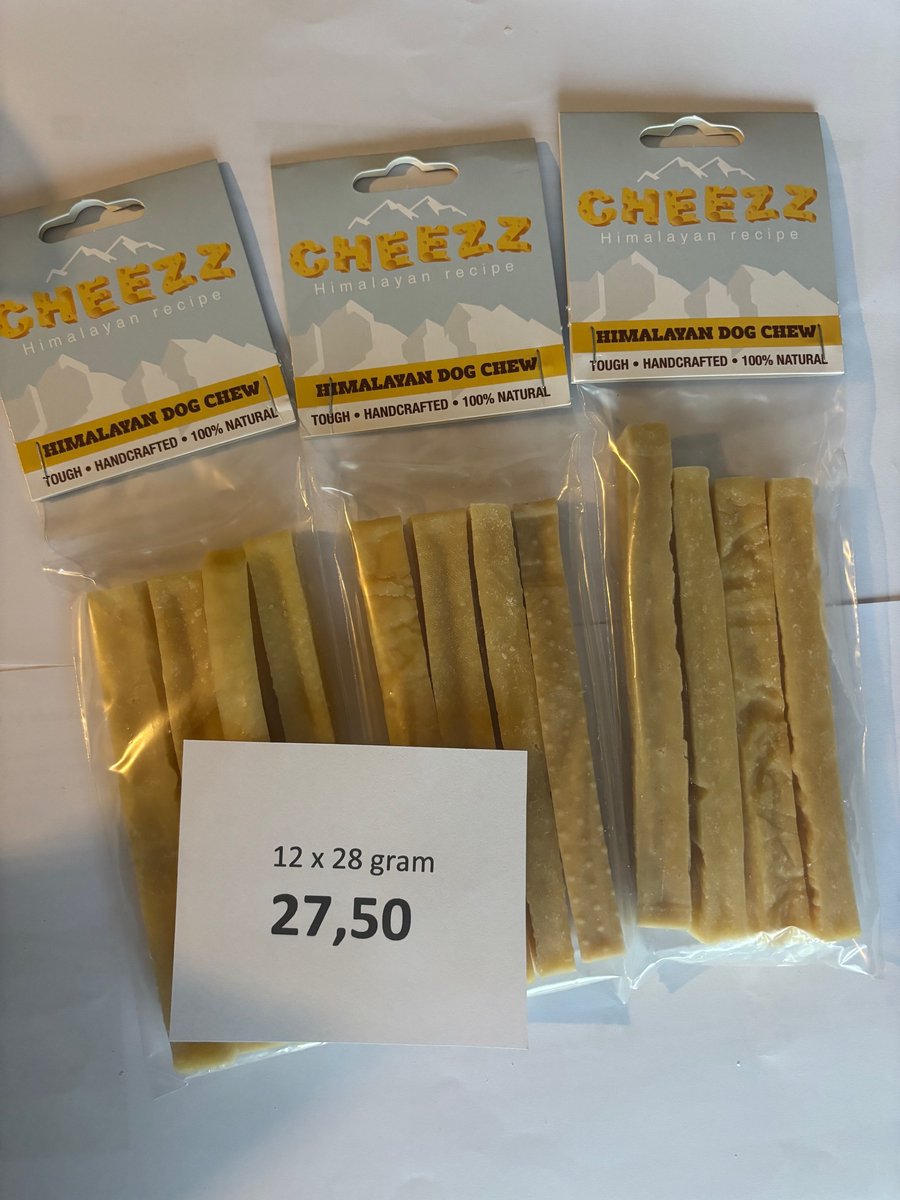 CHEEZZ
Himalayan recipe
HIMALAYAN DOG CHEW
TOUGH • HANDCRAFTED • 100% NATURAL
CHEEZZ
Himalayan recipe
HIMALAYAN DOG CHEW
TOUGH • HANDCRAFTED • 100% NATURAL
CHEEZZ
Himalayan recipe
HIMALAYAN DOG CHEW
TOUGH • HANDCRAFTED • 100% NATURAL
12 x 28 gram
27,50